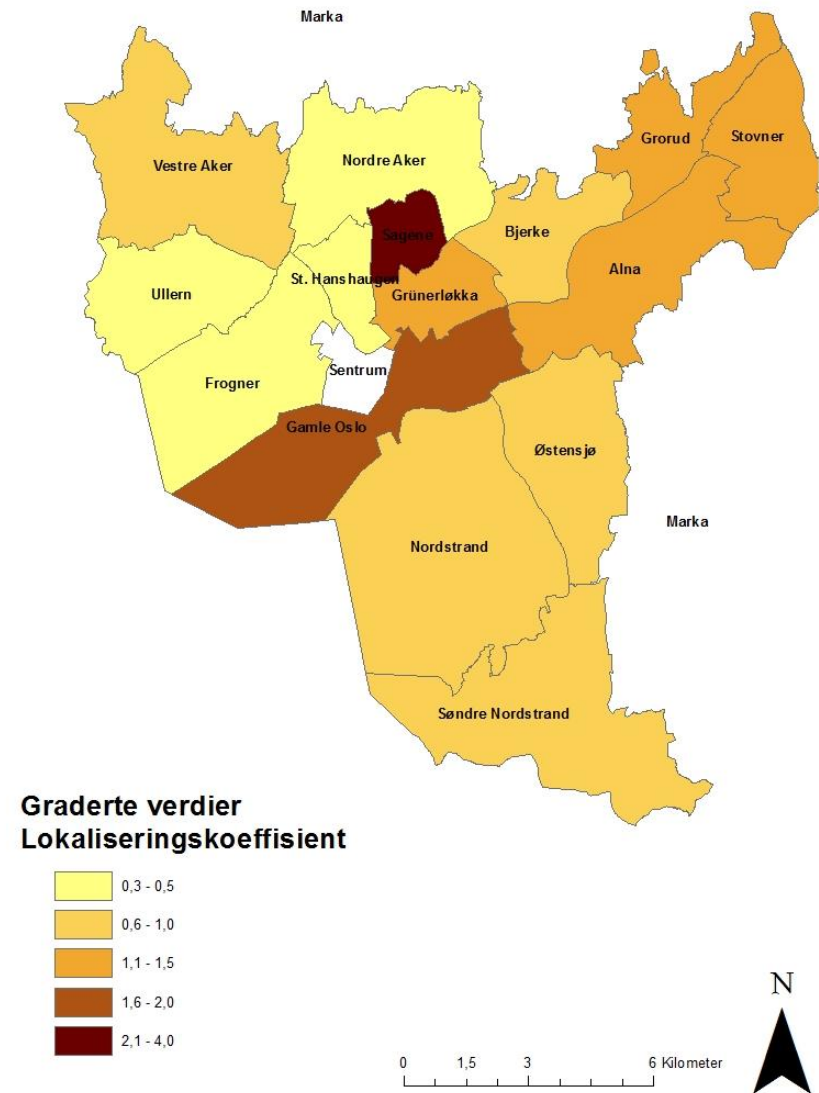 Marka
Vestre Aker
Nordre Aker
Grorud
Stovner
Sagene
Bjerke
Alna
St. Hanshaugen
Ullern
Grünerløkka
Sentrum
Frogner
Gamle Oslo
Østensjø
Marka
Nordstrand
Søndre Nordstrand
Graderte verdier
Lokaliseringskoeffisient
0,3 - 0,5
0,6 - 1,0
1,1 - 1,5
1,6 - 2,0
2,1 - 4,0
N
0 1,5 3 6 Kilometer